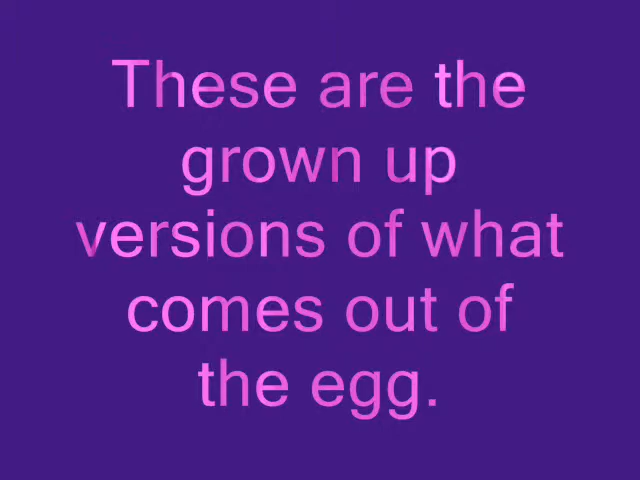 These are the
grown up
versions of what
comes out of
the egg.